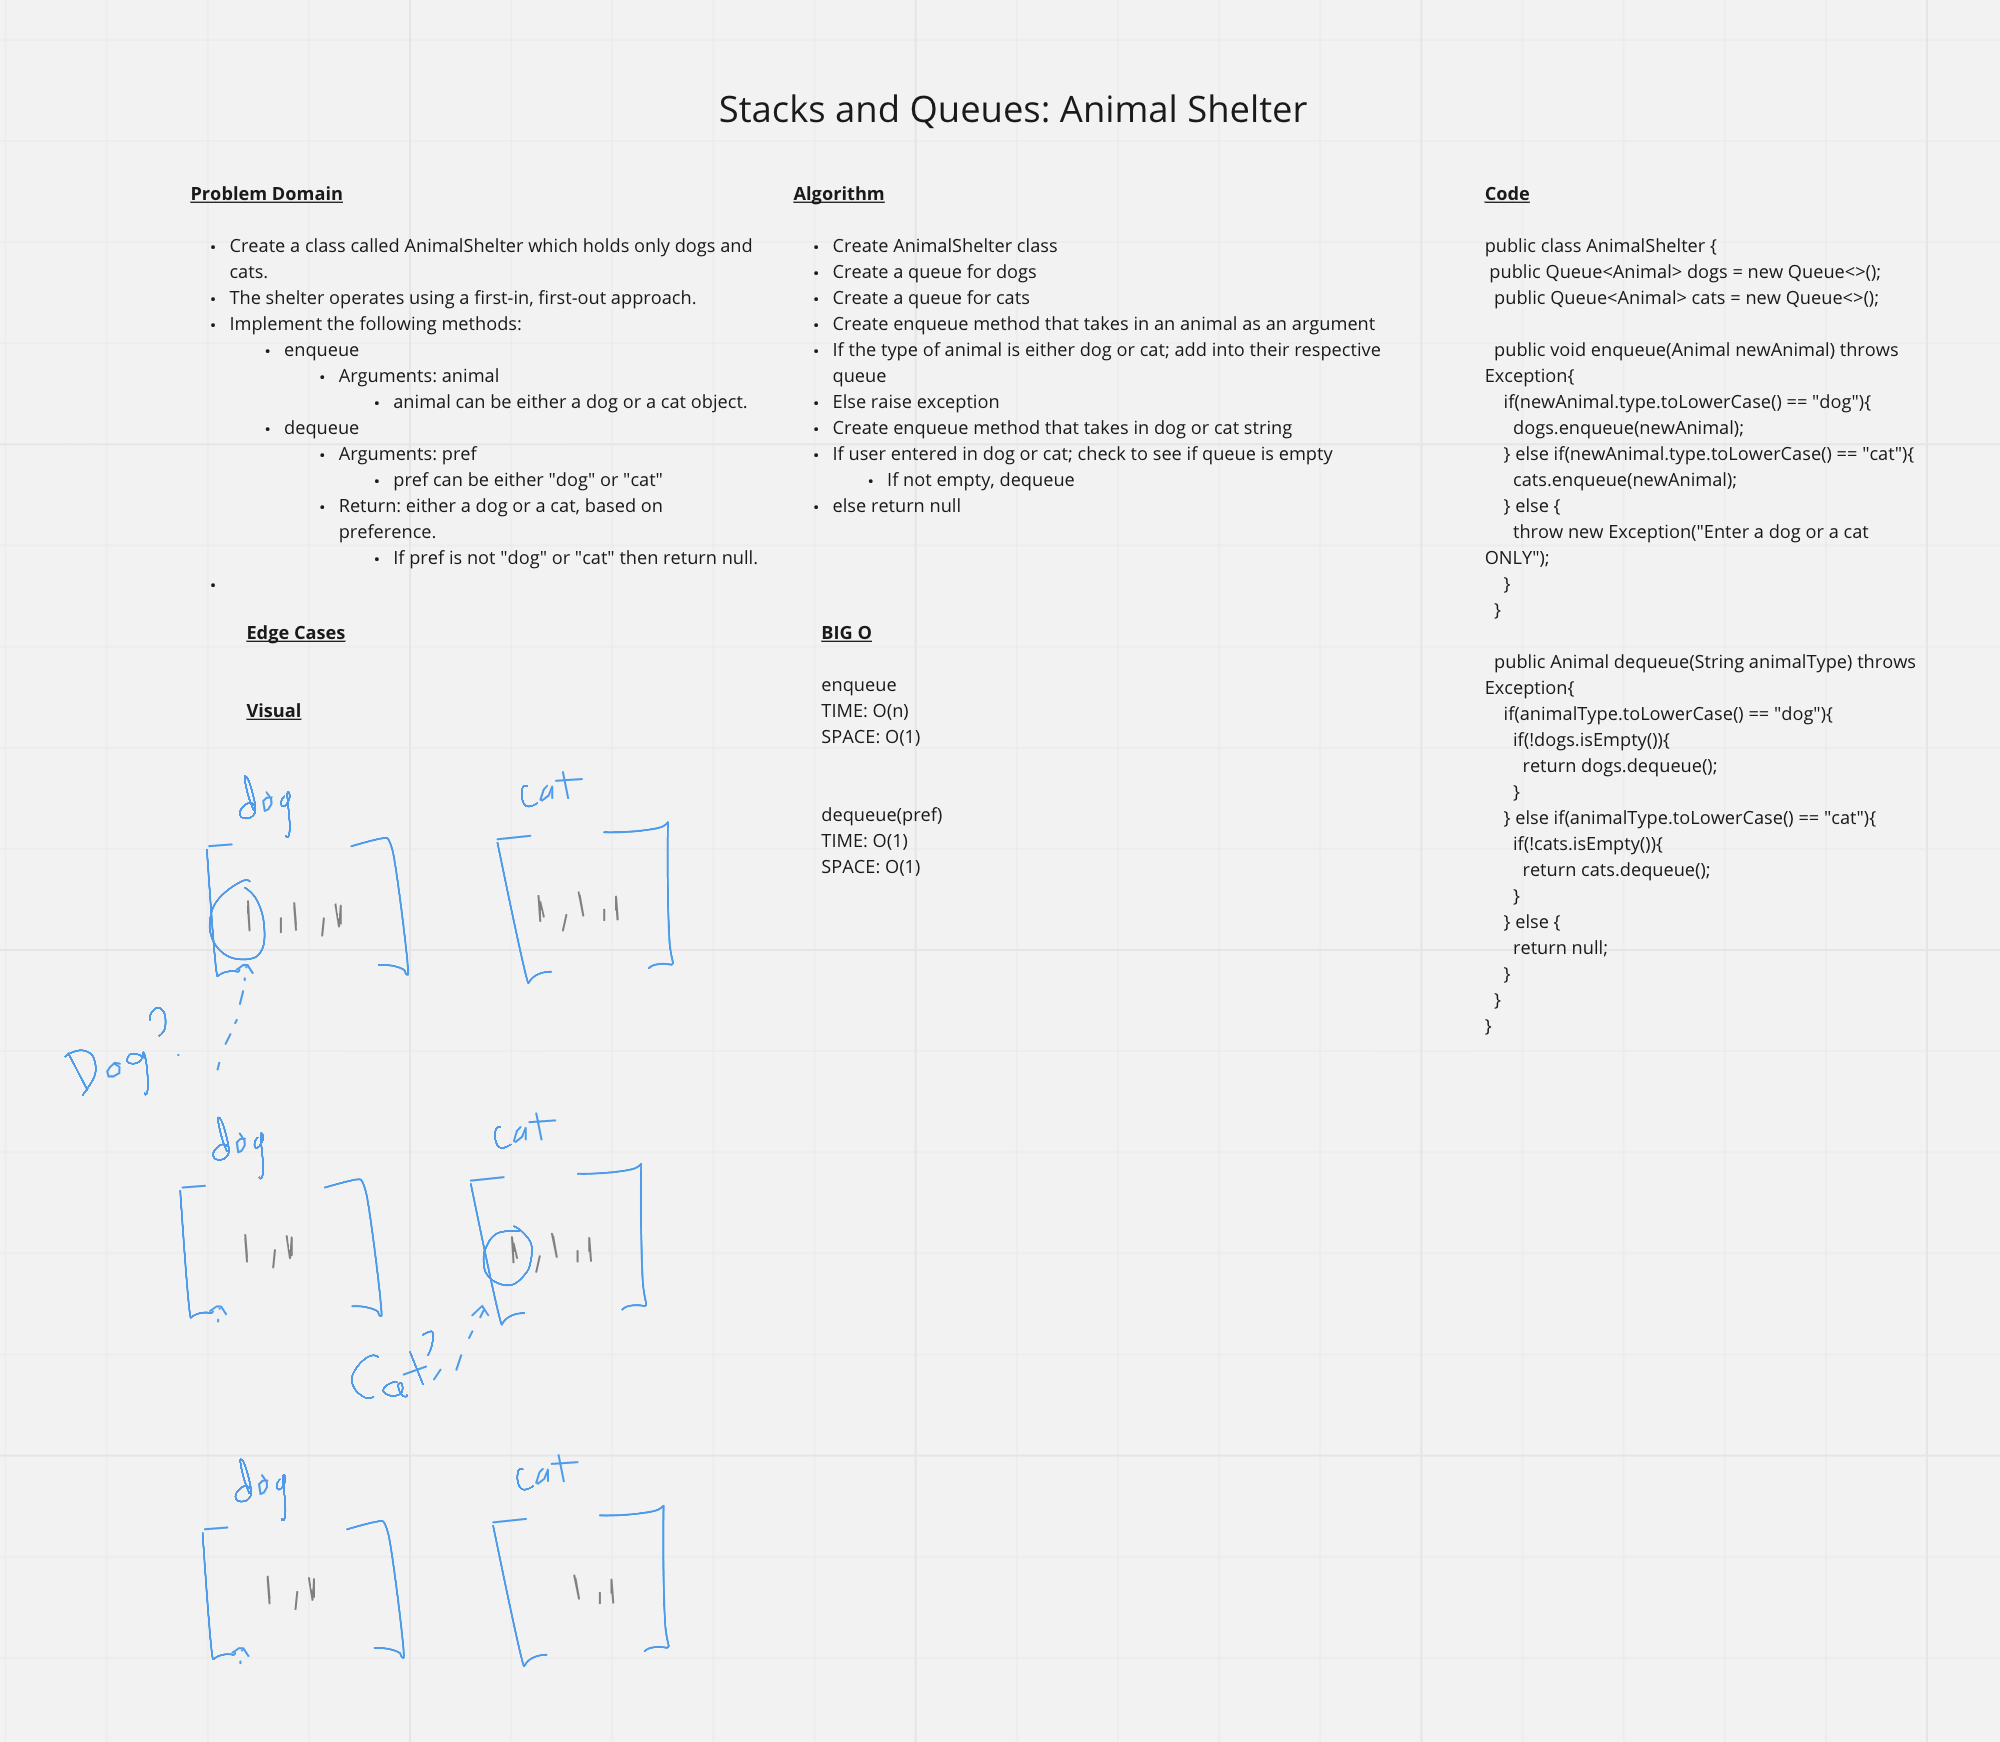 Stacks and Queues: Animal Shelter
Problem Domain
• Create a class called AnimalShelter which holds only dogs and
cats.
• The shelter operates using a first-in, first-out approach.
• Implement the following methods:
• enqueue
• Arguments: animal
• animal can be either a dog or a cat object.
• dequeue
• Arguments: pref
• pref can be either "dog" or "cat"
• Return: either a dog or a cat, based on
preference.
• If pref is not "dog" or "cat" then return null.
•
Edge Cases
Visual
dog
cat
Dog?
dog
cat
Cat?
dog
cat
Algorithm
• Create AnimalShelter class
• Create a queue for dogs
• Create a queue for cats
• Create enqueue method that takes in an animal as an argument
• If the type of animal is either dog or cat; add into their respective
queue
• Else raise exception
• Create enqueue method that takes in dog or cat string
• If user entered in dog or cat; check to see if queue is empty
• If not empty, dequeue
• else return null
BIG O
enqueue
TIME: O(n)
SPACE: O(1)
dequeue(pref)
TIME: O(1)
SPACE: O(1)
Code
public class AnimalShelter {
public Queue<Animal> dogs = new Queue<>();
public Queue<Animal> cats = new Queue<>();
public void enqueue(Animal newAnimal) throws
Exception{
if(newAnimal.type.toLowerCase() == "dog"){
dogs.enqueue(newAnimal);
} else if(newAnimal.type.toLowerCase() == "cat"){
cats.enqueue(newAnimal);
} else {
throw new Exception("Enter a dog or a cat
ONLY");
}
}
public Animal dequeue(String animalType) throws
Exception{
if(animalType.toLowerCase() == "dog"){
if(!dogs.isEmpty()){
return dogs.dequeue();
}
} else if(animalType.toLowerCase() == "cat"){
if(!cats.isEmpty()){
return cats.dequeue();
}
} else {
return null;
}
}
}